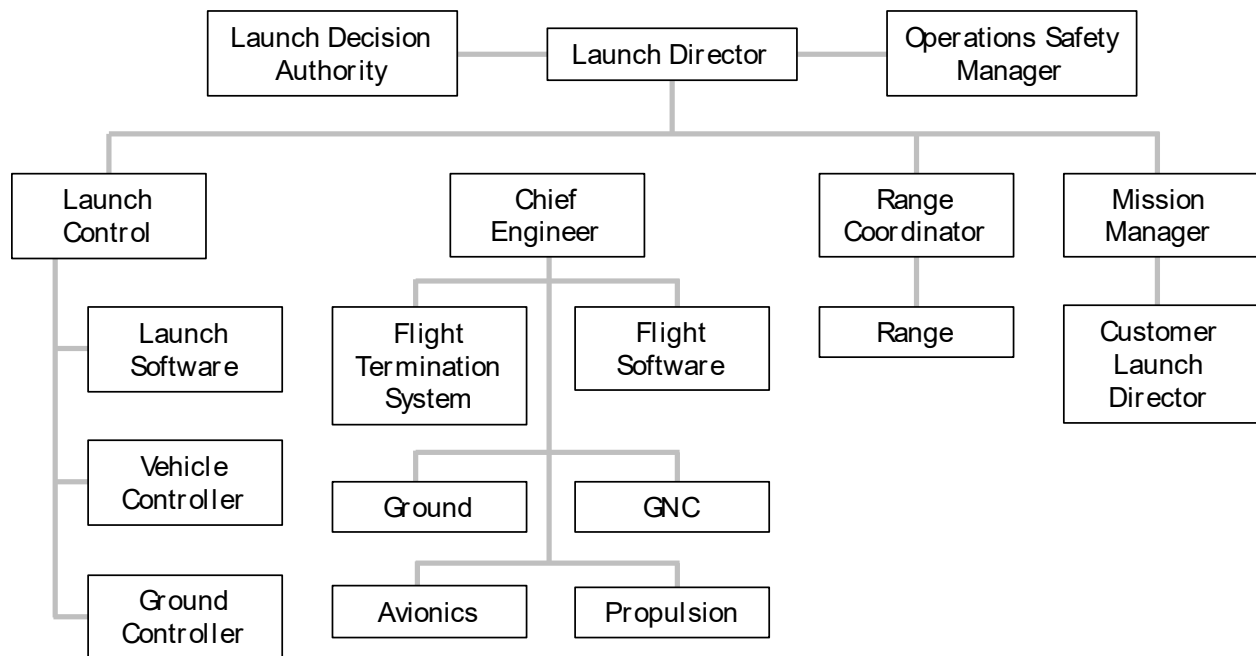 Launch Decision
Authority
Launch Director
Operations Safety
Manager
Launch
Control
Chief
Engineer
Range
Coordinator
Mission
Manager
Launch
Software
Vehicle
Controller
Ground
Controller
Flight
Termination
System
Flight
Software
Ground
GNC
Avionics
Propulsion
Range
Customer
Launch
Director